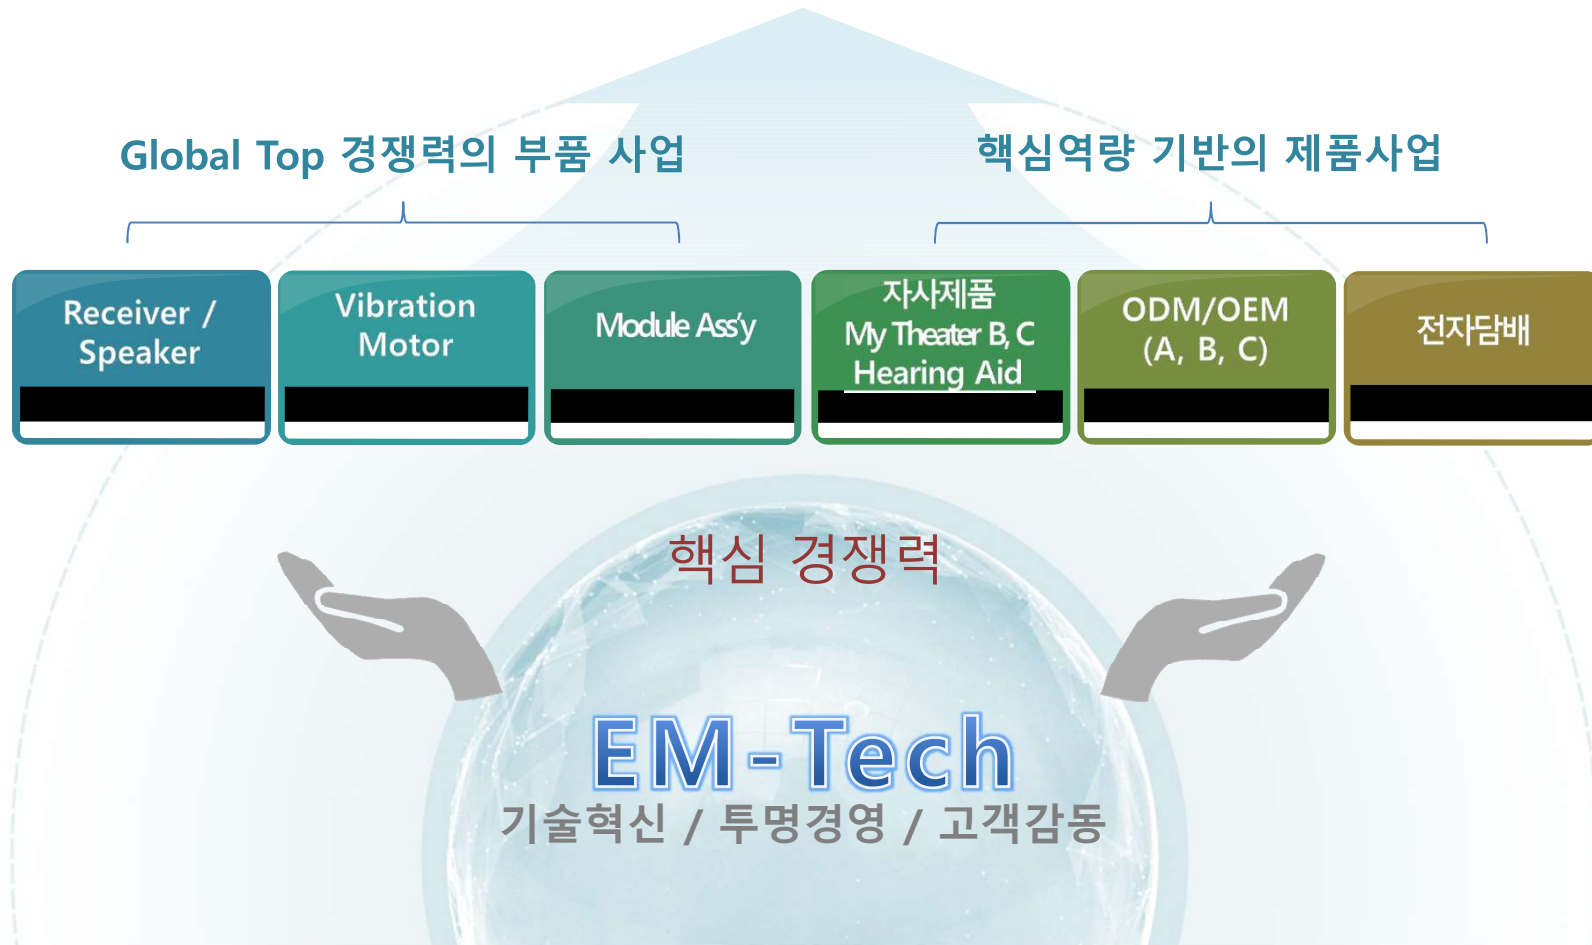 Global Top 경쟁력의 부품 사업
핵심역량 기반의 제품사업
Receiver /
Speaker
Vibration
Motor
Module Ass'y
자사제품
My Theater B, C
Hearing Aid
ODM/OEM
(A, B, C)
전자담배
핵심 경쟁력
EM-Tech
기술혁신 / 투명경영 / 고객감동